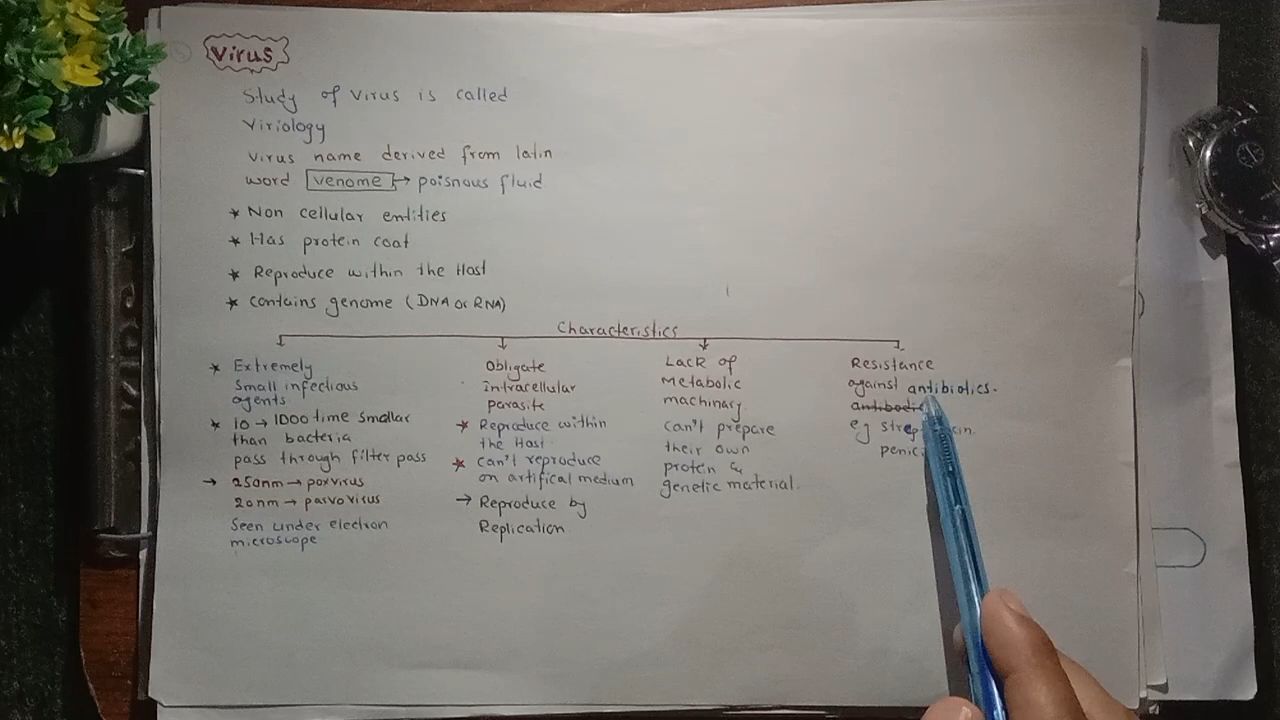 Virus
Study of virus is called
Viriology
Virus name derived from latin
word venome → poisnous fluid
* Non cellular entities
* Has protein coat
* Reproduce within the Host
* contains genome (DNA or RNA)
Characteristics
* Extremely
small infectious
agents
* 10 → 1000 time smaller
than bacteria
pass through filter pass
→ 250nm → poxvirus
20nm → parvovirus
Seen under electron
microscope
Obligate
intracellular
parasite
* Reproduce within
the Host
* can't reproduce
on artifical medium
→ Reproduce by
Replication
Lack of
Metabolic
machinary
can't prepare
their own
protein &
genetic material.
Resistance
against antibiotics.
eg